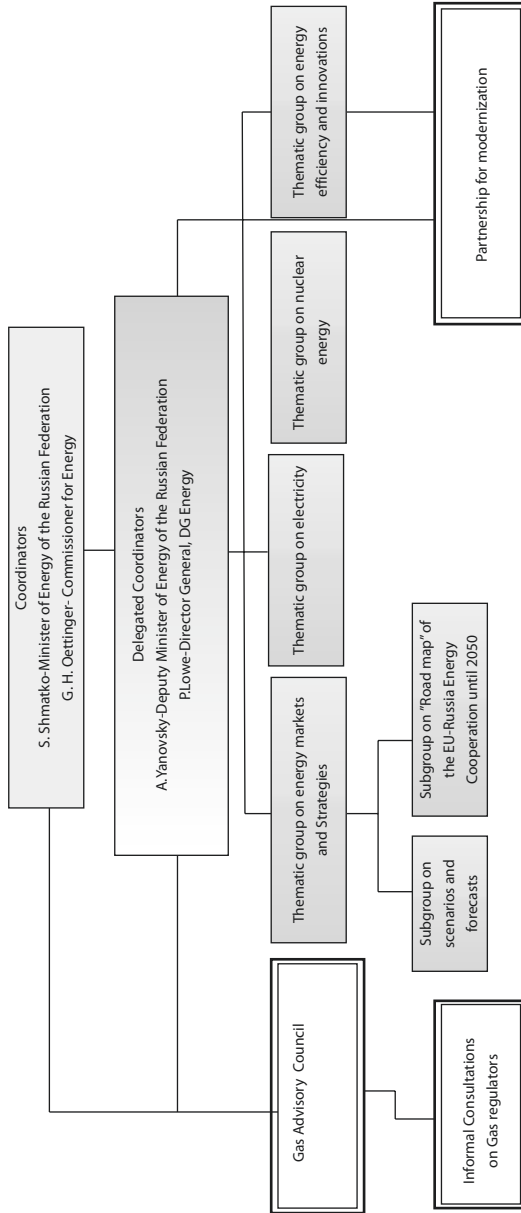 Coordinators
S. Shmatko-Minister of Energy of the Russian Federation
G. H. Oettinger- Commissioner for Energy
Delegated Coordinators
A.Yanovsky-Deputy Minister of Energy of the Russian Federation
P.Lowe-Director General, DG Energy
Gas Advisory Council
Thematic group on energy markets
and Strategies
Thematic group on electricity
Thematic group on nuclear
energy
Thematic group on energy
efficiency and innovations
Subgroup on
scenarios and
forecasts
Subgroup on "Road map" of
the EU-Russia Energy
Cooperation until 2050
Informal Consultations
on Gas regulators
Partnership for modernization